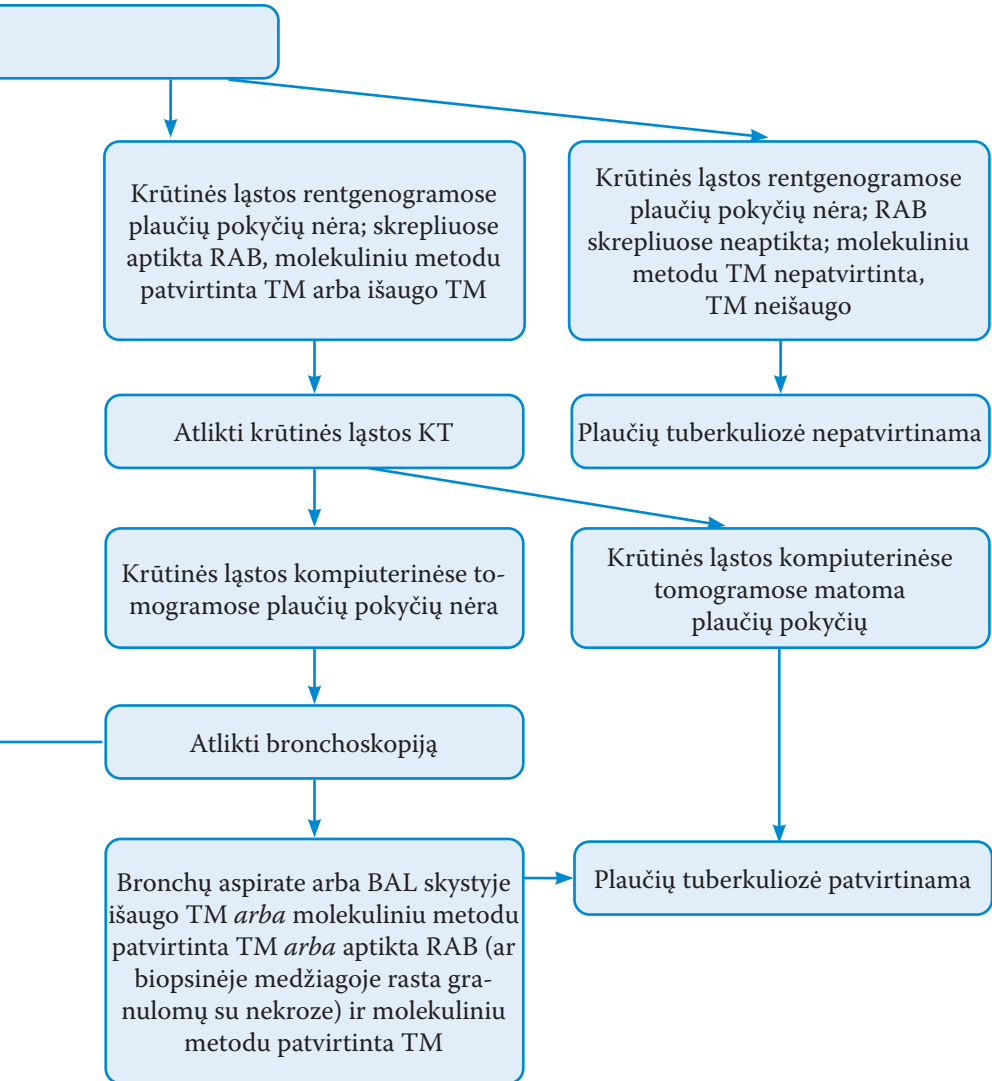 Krūtinės ląstos rentgenogramose
plaučių pokyčių nėra; skrepliuose
aptikta RAB, molekuliniu metodu
patvirtinta TM arba išaugo TM
Krūtinės ląstos rentgenogramose
plaučių pokyčių nėra; RAB
skrepliuose neaptikta; molekuliniu
metodu TM nepatvirtinta,
TM neišaugo
Atlikti krūtinės ląstos KT
Plaučių tuberkuliozė nepatvirtinama
Krūtinės ląstos kompiuterinėse to-
mogramose plaučių pokyčių nėra
Krūtinės ląstos kompiuterinėse
tomogramose matoma
plaučių pokyčių
Atlikti bronchoskopiją
Bronchų aspirate arba BAL skystyje
išaugo TM arba molekuliniu metodu
patvirtinta TM arba aptikta RAB (ar
biopsinėje medžiagoje rasta gra-
nulomų su nekroze) ir molekuliniu
metodu patvirtinta TM
Plaučių tuberkuliozė patvirtinama